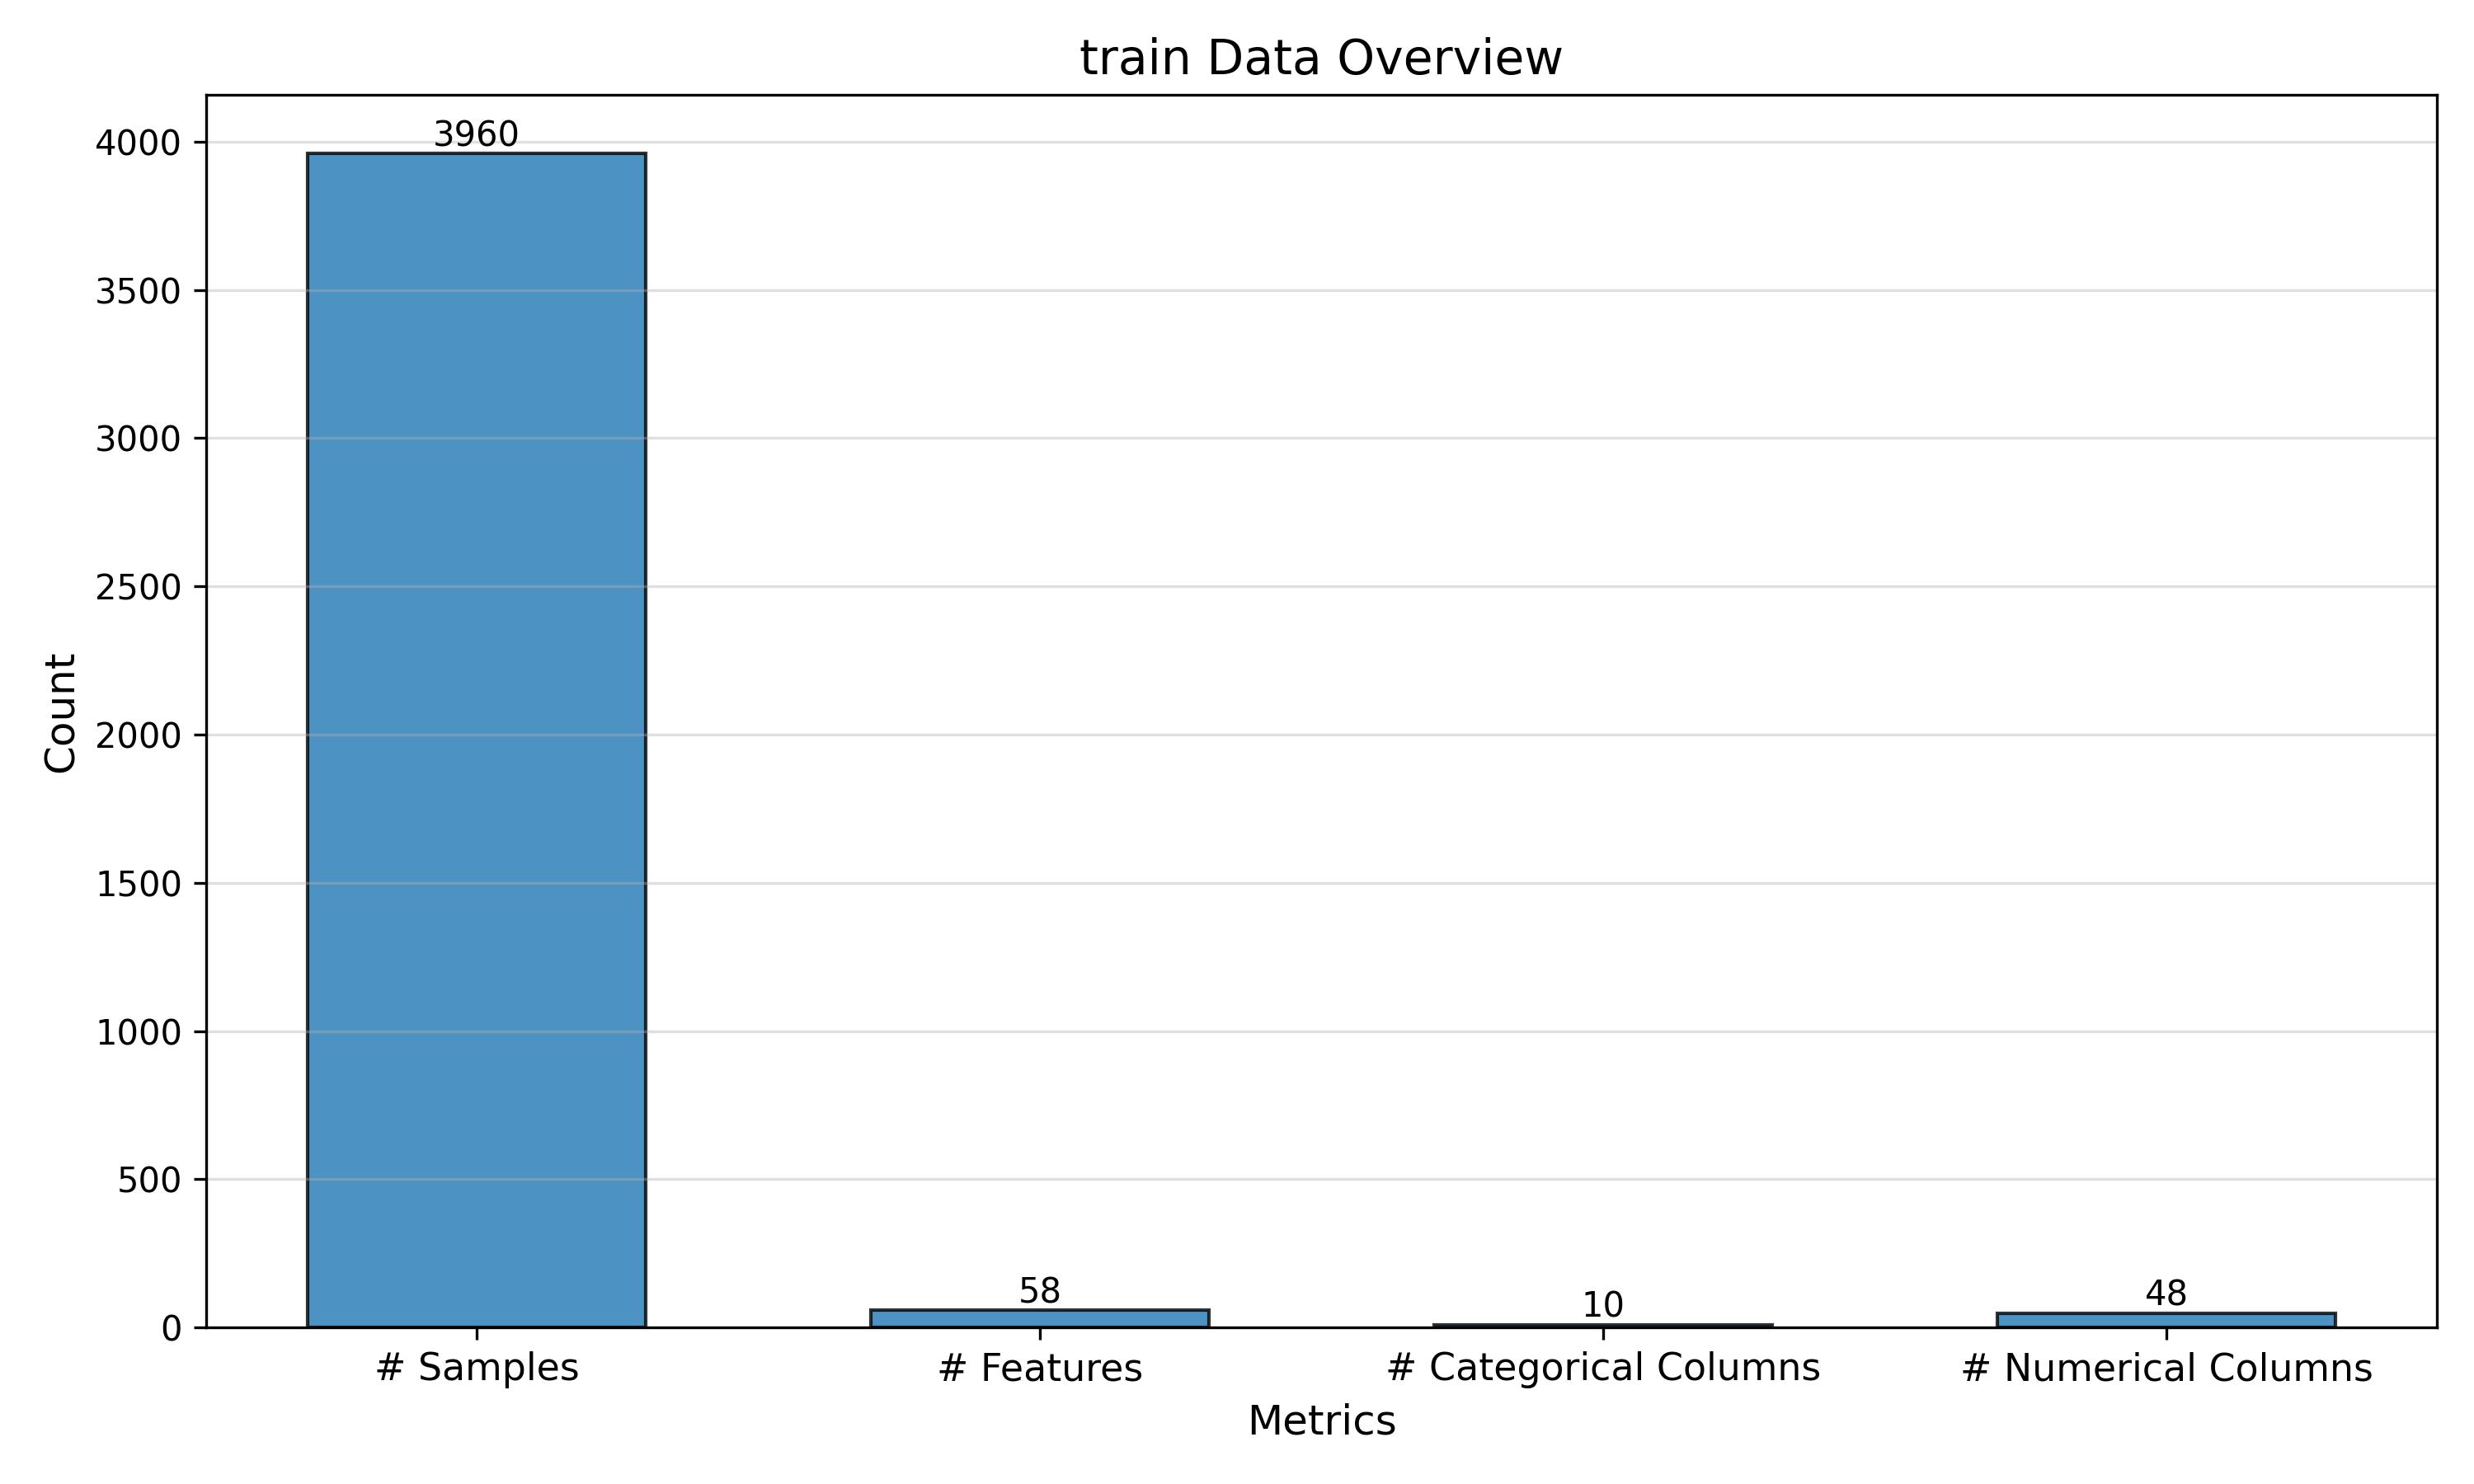 train Data Overview
Count
4000
3500
3000
2500
2000
1500
1000
500
0
3960
58
10
48
# Samples
# Features
# Categorical Columns
# Numerical Columns
Metrics